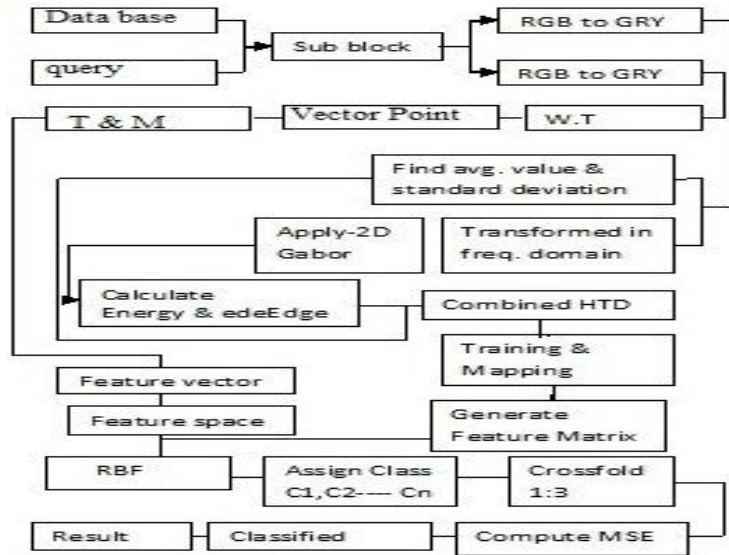 Data base
RGB to GRY
Sub block
query
RGB to GRY
T & M
Vector Point
W.T
Find avg. value &
standard deviation
Apply-2D
Gabor
Transformed in
freq. domain
Calculate
Energy & edeEdge
Combined HTD
Training &
Mapping
Feature vector
Feature space
Generate
Feature Matrix
RBF
Assign Class
C1,C2---- Cn
Crossfold
1:3
Result
Classified
Compute MSE